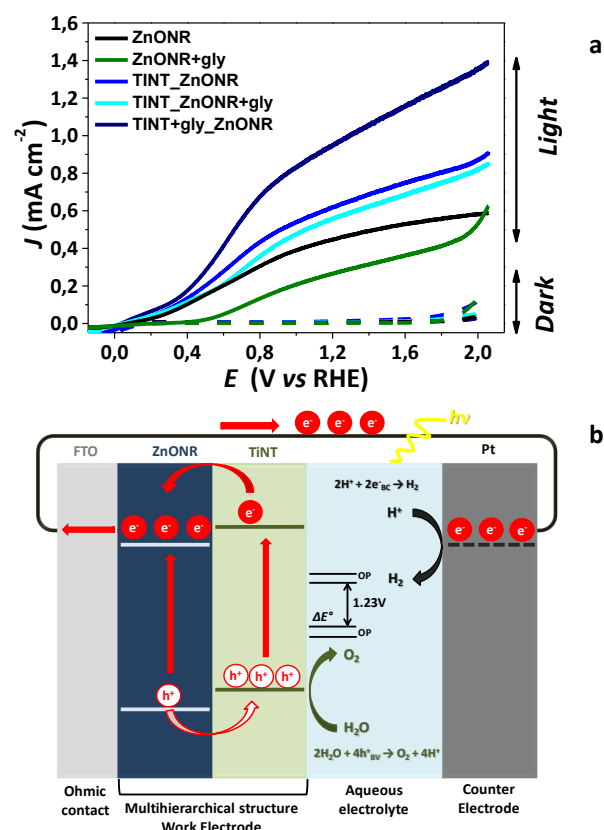 a
ZnONR
ZnONR+gly
TINT_ZnONR
TINT_ZnONR+gly
TINT+gly_ZnONR
1,6
1,4
1,2
1,0
0,8
0,6
0,4
0,2
0,0
J (mA cm⁻²)
Light
Dark
0,0 0,4 0,8 1,2 1,6 2,0
E (V vs RHE)
b
e⁻ e⁻ e⁻
hν
FTO ZnONR TiNT Pt
2H⁺ + 2e⁻BC → H₂
e⁻
H⁺
e⁻ e⁻ e⁻ e⁻
e⁻ e⁻ e⁻
H₂
OP
1.23V
ΔE°
OP
O₂
h⁺ h⁺ h⁺
h⁺
H₂O
2H₂O + 4h⁺BV → O₂ + 4H⁺
Ohmic
contact
Multihierarchical structure
Work Electrode
Aqueous
electrolyte
Counter
Electrode